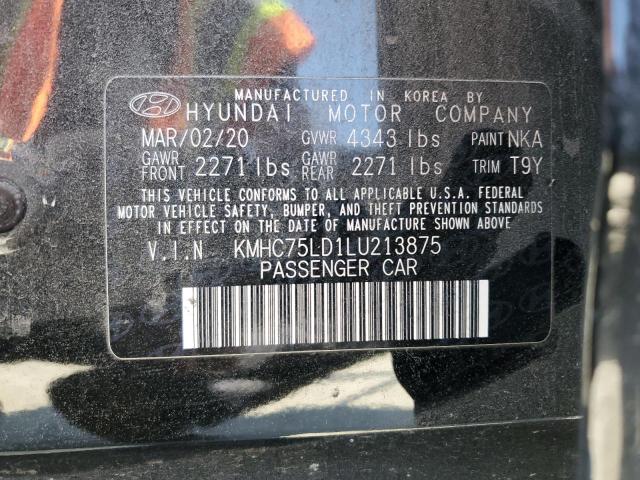 MANUFACTURED IN KOREA BY
HYUNDAI MOTOR COMPANY
MAR/02/20 GVWR 4343 lbs PAINT NKA
GAWR FRONT 2271 lbs GAWR REAR 2271 lbs TRIM T9Y
THIS VEHICLE CONFORMS TO ALL APPLICABLE U.S.A. FEDERAL
MOTOR VEHICLE SAFETY, BUMPER, AND THEFT PREVENTION STANDARDS
IN EFFECT ON THE DATE OF MANUFACTURE SHOWN ABOVE
V.I.N KMHC75LD1LU213875
PASSENGER CAR